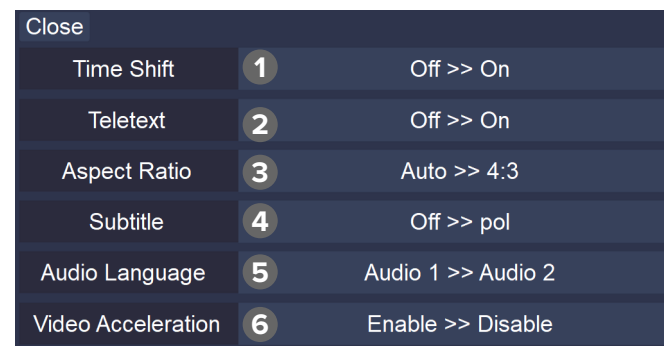 Close
Time Shift 1 Off >> On
Teletext 2 Off >> On
Aspect Ratio 3 Auto >> 4:3
Subtitle 4 Off >> pol
Audio Language 5 Audio 1 >> Audio 2
Video Acceleration 6 Enable >> Disable